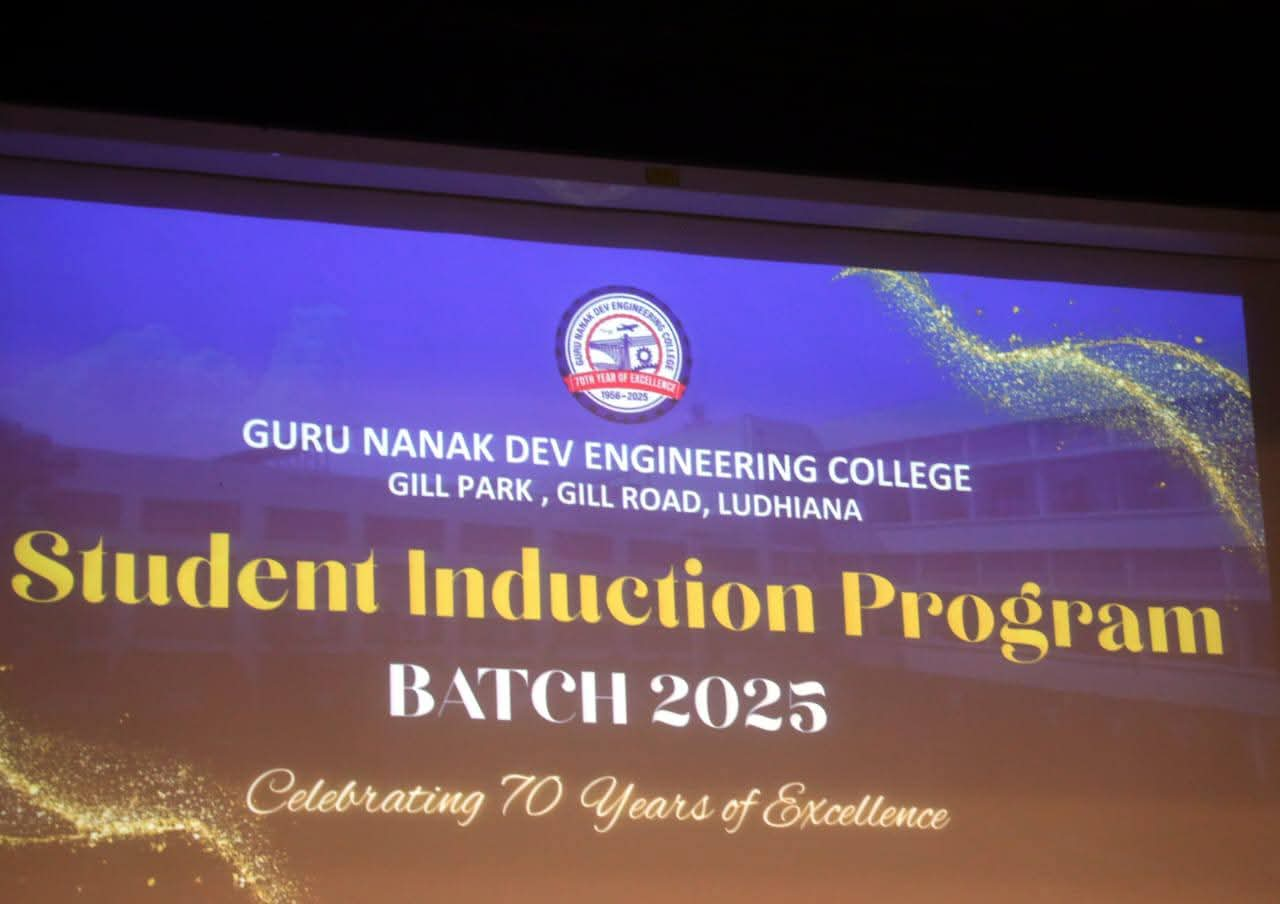 GURU NANAK DEV ENGINEERING COLLEGE
70TH YEAR OF EXCELLENCE
1956-2025
GURU NANAK DEV ENGINEERING COLLEGE
GILL PARK , GILL ROAD, LUDHIANA
Student Induction Program
BATCH 2025
Celebrating 70 Years of Excellence